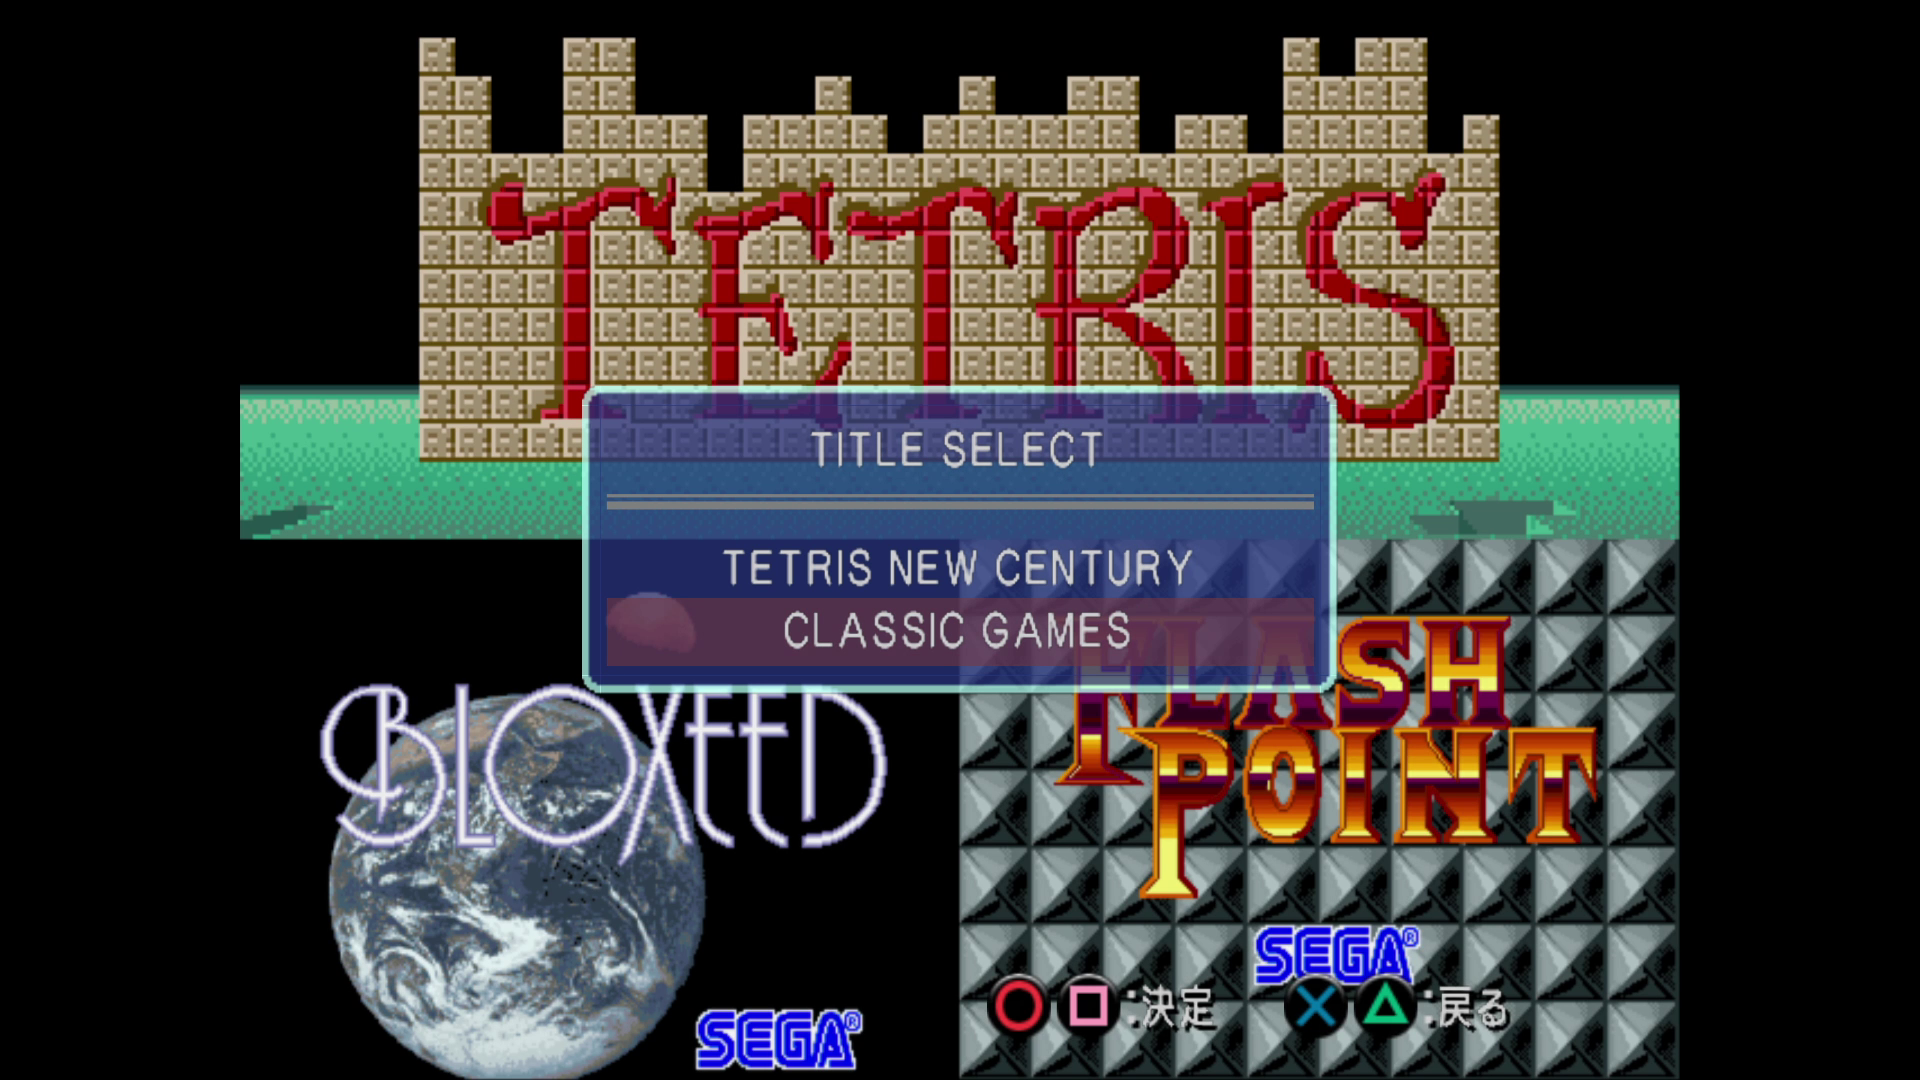 TETRIS
TITLE SELECT
TETRIS NEW CENTURY
CLASSIC GAMES
BLOXEED
SEGA®
FLASH
POINT
SEGA®
:決定 :戻る